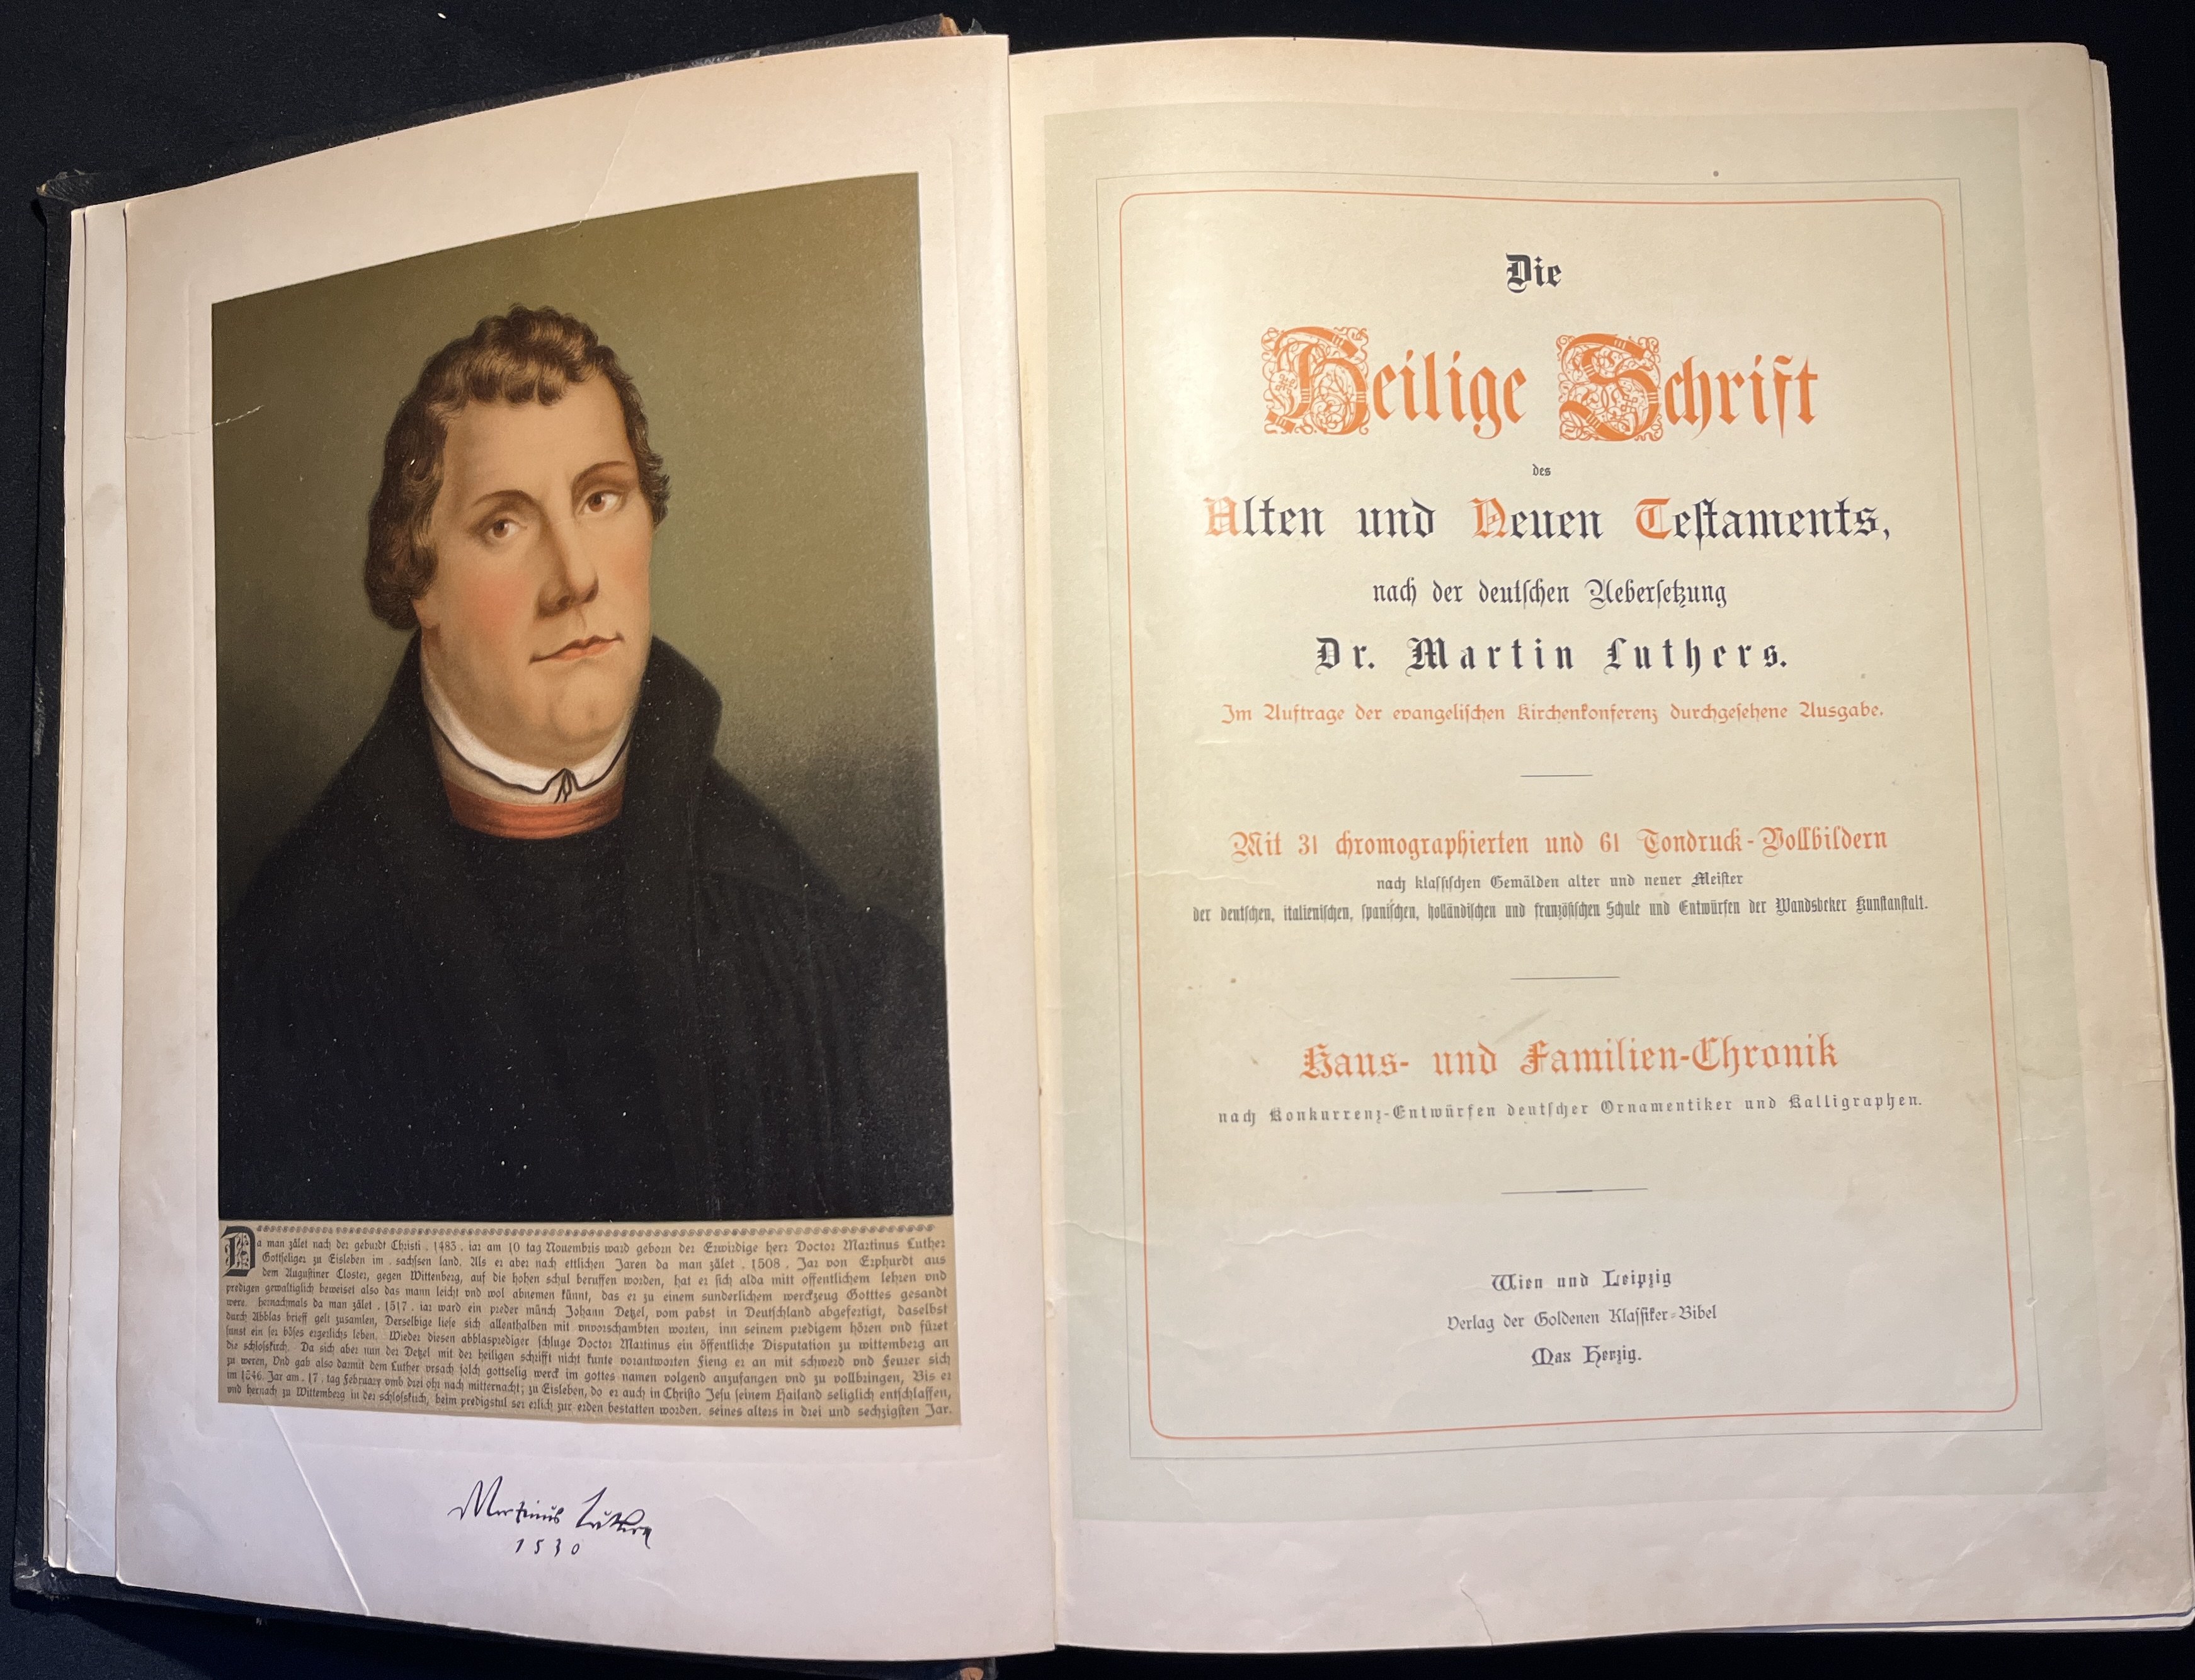 Da man zälet nach der geburdt Christi . 1483 . iar am 10 tag Nouembris ward geborn der Erwirdige herr Doctor Martinus Luther
Gottseliger zu Eisleben im . sachssen land. Als er aber nach ettlichen Jaren da man zälet . 1508 . Jar von Erphurdt aus
dem Augustiner Closter, gegen Wittenberg, auf die hohen schul beruffen worden, hat er sich alda mitt offentlichem lehren vnd
predigen gewaltiglich beweiset also das mann leicht vnd wol abnemen künnt, das er zu einem sunderlichem werckzeug Gotttes gesandt
were. hernachmals da man zälet . 1517 . iar ward ein preder münch Johann Detzel, vom pabst in Deutschland abgefertigt, daselbst
durch Abblas brieff gelt zusamlen, Derselbige liese sich allenthalben mit vnvorschambten worten, inn seinem predigem hören vnd füret
sunst ein ser böses ergerlichs leben. Wieder diesen abblasprediger schluge Doctor Martinus ein öffentliche Disputation zu wittemberg an
die schloskirch. Da sich aber nun der Detzel mit der heiligen schrifft nicht kunte vorantworten Fieng er an mit schwerd vnd Feurer sich
zu weren, Vnd gab also dammit dem Luther vrsach solch gottselig werck im gottes namen volgend anzufangen vnd zu vollbringen, Bis er
im 1546. Jar am . 17 . tag February vmb drei ohr nach mitternacht; zu Eisleben, do er auch in Christo Jesu seinem Hailand seliglich entschlaffen,
vnd hernach zu Wittemberg in der schloskirch, beim predigstul ser erlich zur erden bestatten worden. seines alters in drei und sechzigsten Jar.
Martinus Luther
1530
Die
Heilige Schrift
des
Alten und Neuen Testaments,
nach der deutschen Uebersetzung
Dr. Martin Luthers.
Im Auftrage der evangelischen Kirchenkonferenz durchgesehene Ausgabe.
Mit 31 chromographierten und 61 Tondruck-Vollbildern
nach klassischen Gemälden alter und neuer Meister
der deutschen, italienischen, spanischen, holländischen und französischen Schule und Entwürfen der Wandsbeker Kunstanstalt.
Haus- und Familien-Chronik
nach Konkurrenz-Entwürfen deutscher Ornamentiker und Kalligraphen.
Wien und Leipzig
Verlag der Goldenen Klassiker-Bibel
Max Herzig.